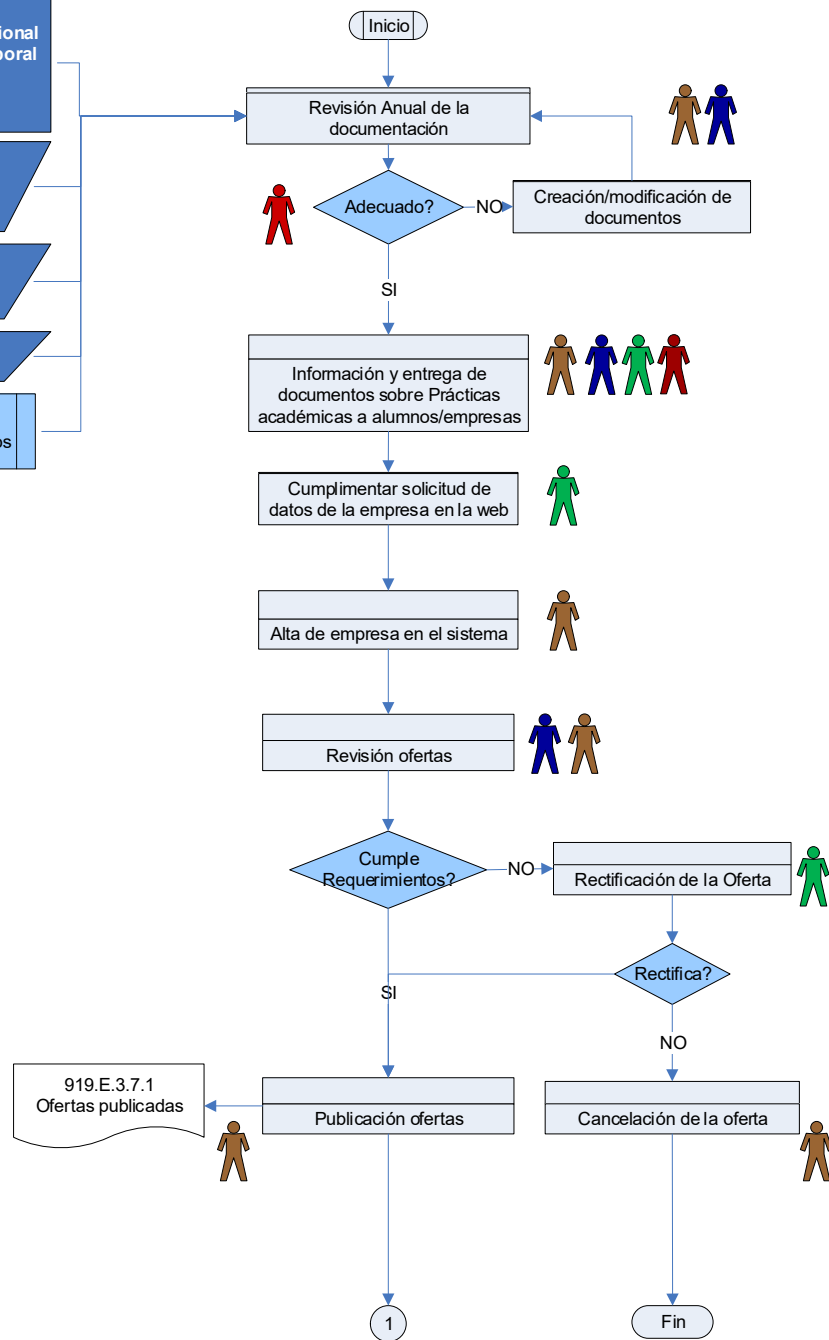 Inicio
Revisión Anual de la
documentación
Adecuado?
NO
Creación/modificación de
documentos
SI
Información y entrega de
documentos sobre Prácticas
académicas a alumnos/empresas
Cumplimentar solicitud de
datos de la empresa en la web
Alta de empresa en el sistema
Revisión ofertas
Cumple
Requerimientos?
NO
Rectificación de la Oferta
Rectifica?
SI
NO
919.E.3.7.1
Ofertas publicadas
Publicación ofertas
Cancelación de la oferta
1
Fin